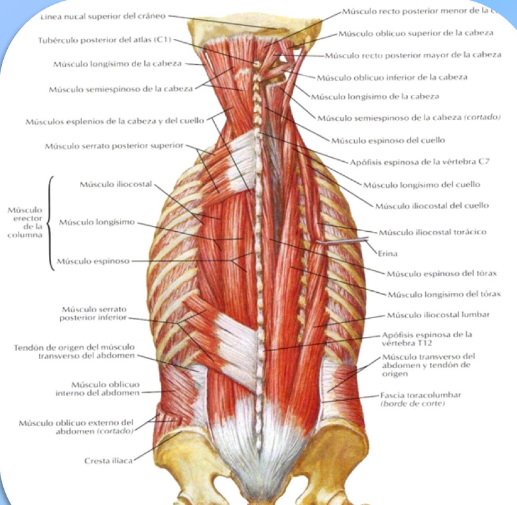 Línea nucal superior del cráneo
Tubérculo posterior del atlas (C1)
Músculo longísimo de la cabeza
Músculo semiespinoso de la cabeza
Músculos esplenios de la cabeza y del cuello
Músculo serrato posterior superior
Músculo iliocostal
Músculo
erector
de la
columna
Músculo longísimo
Músculo espinoso
Músculo serrato
posterior inferior
Tendón de origen del músculo
transverso del abdomen
Músculo oblicuo
interno del abdomen
Músculo oblicuo externo del
abdomen (cortado)
Cresta ilíaca
Músculo recto posterior menor de la
Músculo oblicuo superior de la cabeza
Músculo recto posterior mayor de la cabeza
Músculo oblicuo inferior de la cabeza
Músculo longísimo de la cabeza
Músculo semiespinoso de la cabeza (cortado)
Músculo espinoso del cuello
Apófisis espinosa de la vértebra C7
Músculo longísimo del cuello
Músculo iliocostal del cuello
Músculo iliocostal torácico
Erina
Músculo espinoso del tórax
Músculo longísimo del tórax
Músculo iliocostal lumbar
Apófisis espinosa de la
vértebra T12
Músculo transverso del
abdomen y tendón de
origen
Fascia toracolumbar
(borde de corte)